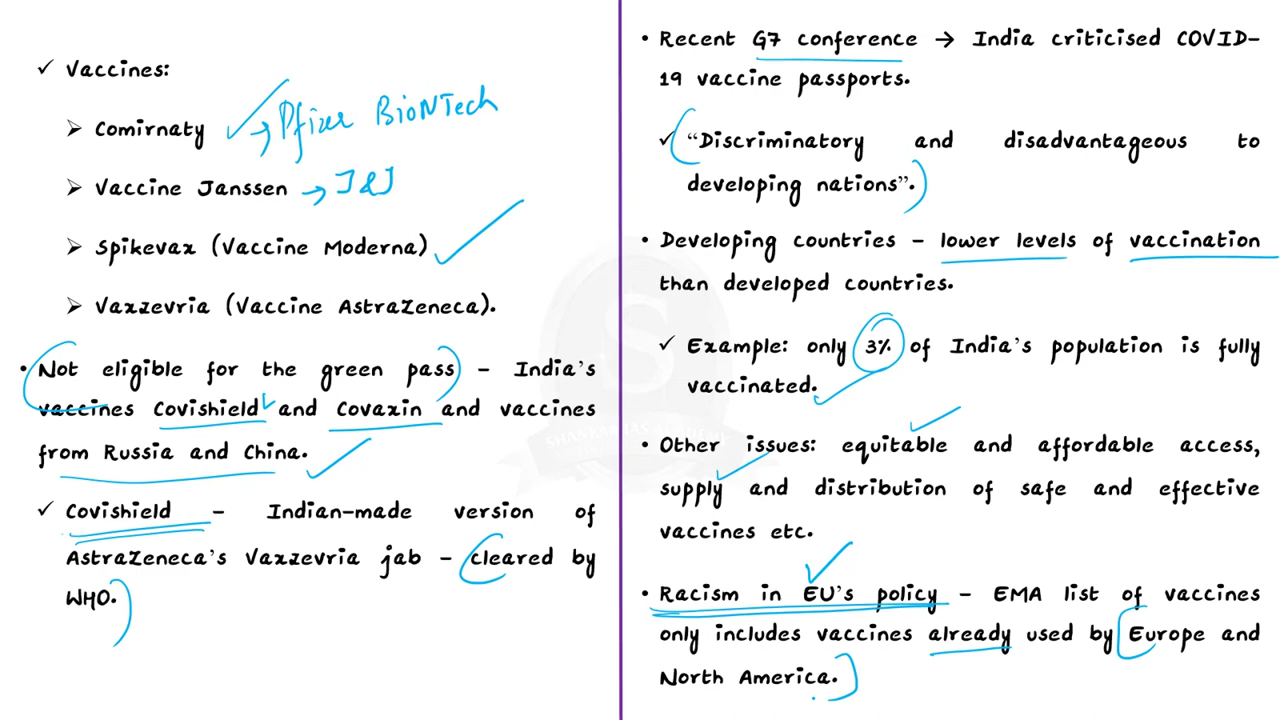 ✓ Vaccines:
➤ Comirnaty → Pfizer BioNTech
➤ Vaccine Janssen → J&J
➤ Spikevax (Vaccine Moderna)
➤ Vaxzevria (Vaccine AstraZeneca).
• Not eligible for the green pass – India's
vaccines Covishield and Covaxin and vaccines
from Russia and China.
✓ Covishield – Indian-made version of
AstraZeneca's Vaxzevria jab – cleared by
WHO.
• Recent G7 conference → India criticised COVID-
19 vaccine passports.
✓ "Discriminatory and disadvantageous to
developing nations".
• Developing countries – lower levels of vaccination
than developed countries.
✓ Example: only 3% of India's population is fully
vaccinated.
• Other issues: equitable and affordable access,
supply and distribution of safe and effective
vaccines etc.
• Racism in EU's policy – EMA list of vaccines
only includes vaccines already used by Europe and
North America.